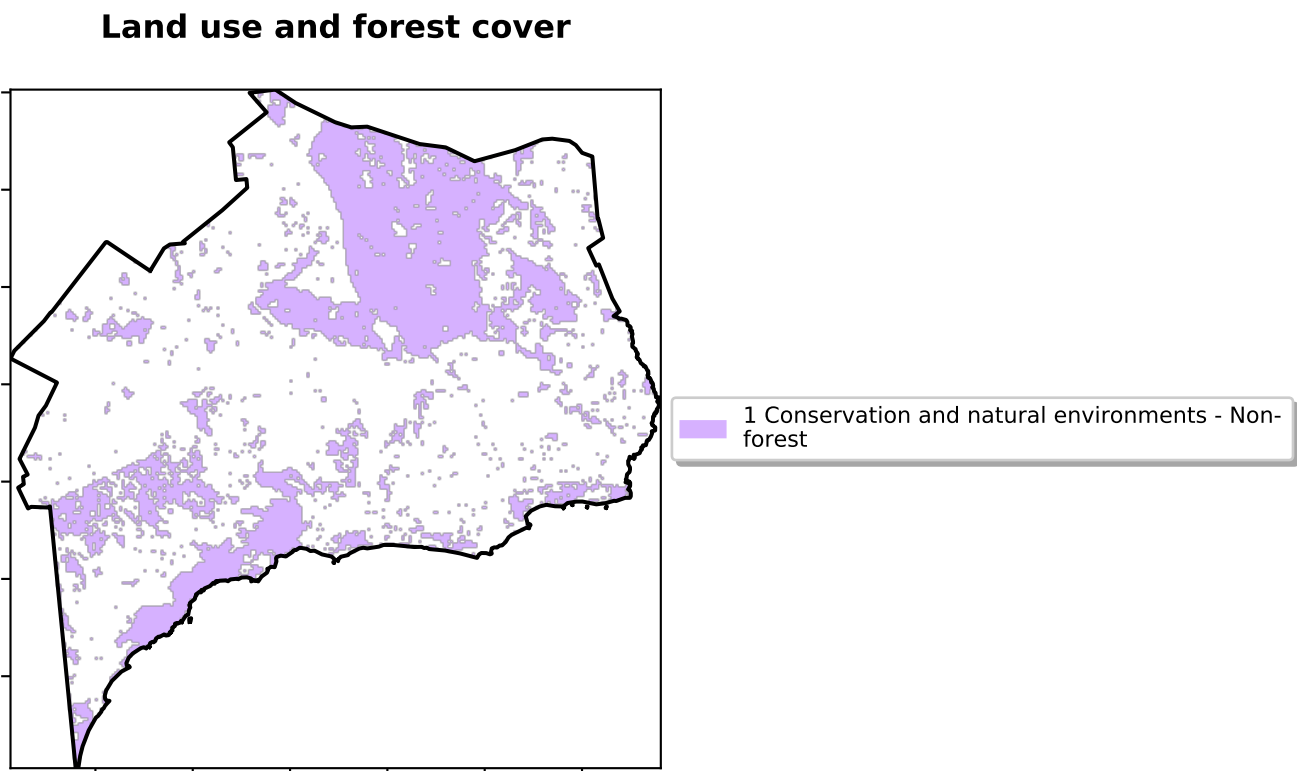 Land use and forest cover
1 Conservation and natural environments - Non-
forest